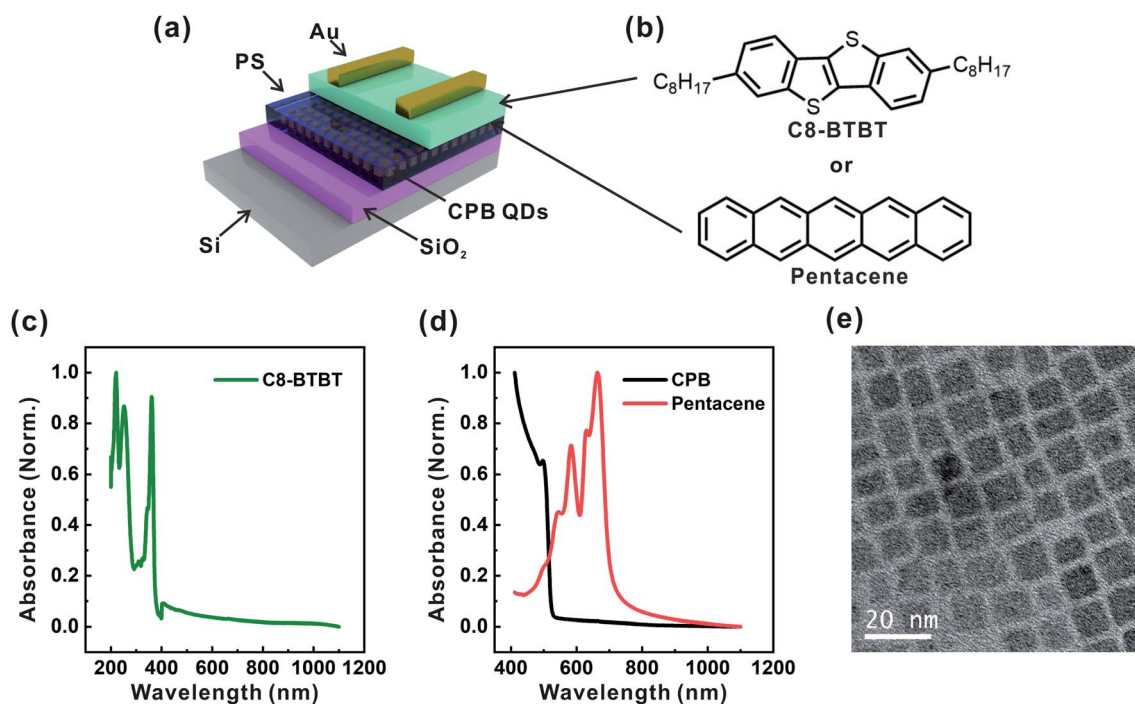 (a)
Au
PS
CPB QDs
Si
SiO₂
(b)
C₈H₁₇
S
S
C₈H₁₇
C8-BTBT
or
Pentacene
(c)
Absorbance (Norm.)
1.0
0.8
0.6
0.4
0.2
0.0
C8-BTBT
200 400 600 800 1000 1200
Wavelength (nm)
(d)
Absorbance (Norm.)
1.0
0.8
0.6
0.4
0.2
0.0
CPB
Pentacene
400 600 800 1000 1200
Wavelength (nm)
(e)
20 nm